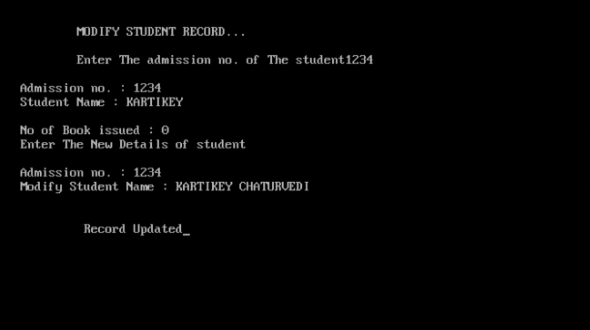 MODIFY STUDENT RECORD...
Enter The admission no. of The student1234
Admission no. : 1234
Student Name : KARTIKEY
No of Book issued : 0
Enter The New Details of student
Admission no. : 1234
Modify Student Name : KARTIKEY CHATURVEDI
Record Updated_